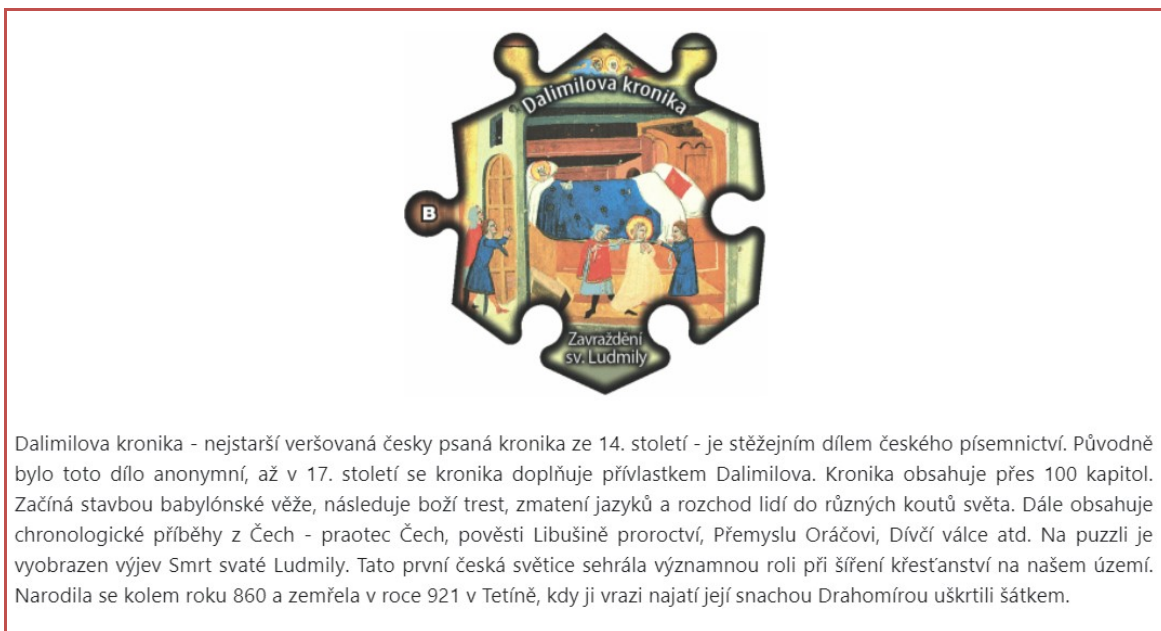 Dalimilova kronika
B
Zavraždění
sv. Ludmily
Dalimilova kronika - nejstarší veršovaná česky psaná kronika ze 14. století - je stěžejním dílem českého písemnictví. Původně
bylo toto dílo anonymní, až v 17. století se kronika doplňuje přívlastkem Dalimilova. Kronika obsahuje přes 100 kapitol.
Začíná stavbou babylónské věže, následuje boží trest, zmatení jazyků a rozchod lidí do různých koutů světa. Dále obsahuje
chronologické příběhy z Čech - praotec Čech, pověsti Libušině proroctví, Přemyslu Oráčovi, Dívčí válce atd. Na puzzli je
vyobrazen výjev Smrt svaté Ludmily. Tato první česká světice sehrála významnou roli při šíření křesťanství na našem území.
Narodila se kolem roku 860 a zemřela v roce 921 v Tetíně, kdy ji vrazi najatí její snachou Drahomírou uškrtili šátkem.